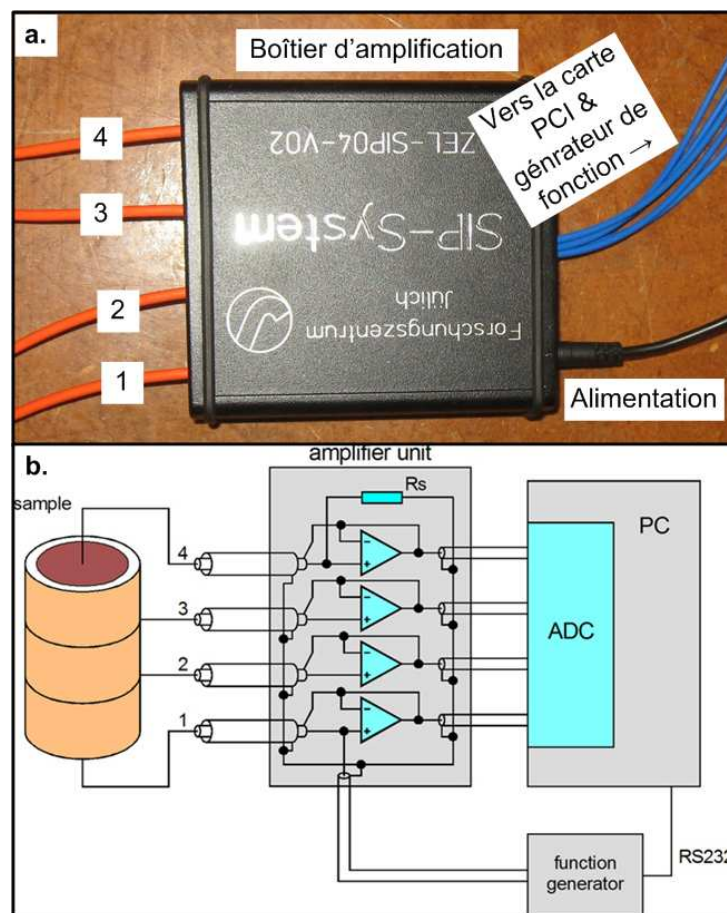 a.
Boîtier d'amplification
Vers la carte
PCI &
génrateur de
fonction →
4
3
2
1
ZEL-SIP04-V02
SIP-System
Forschungszentrum
Jülich
Alimentation
b.
amplifier unit
sample
Rs
PC
4
3
ADC
2
1
function
generator
RS232